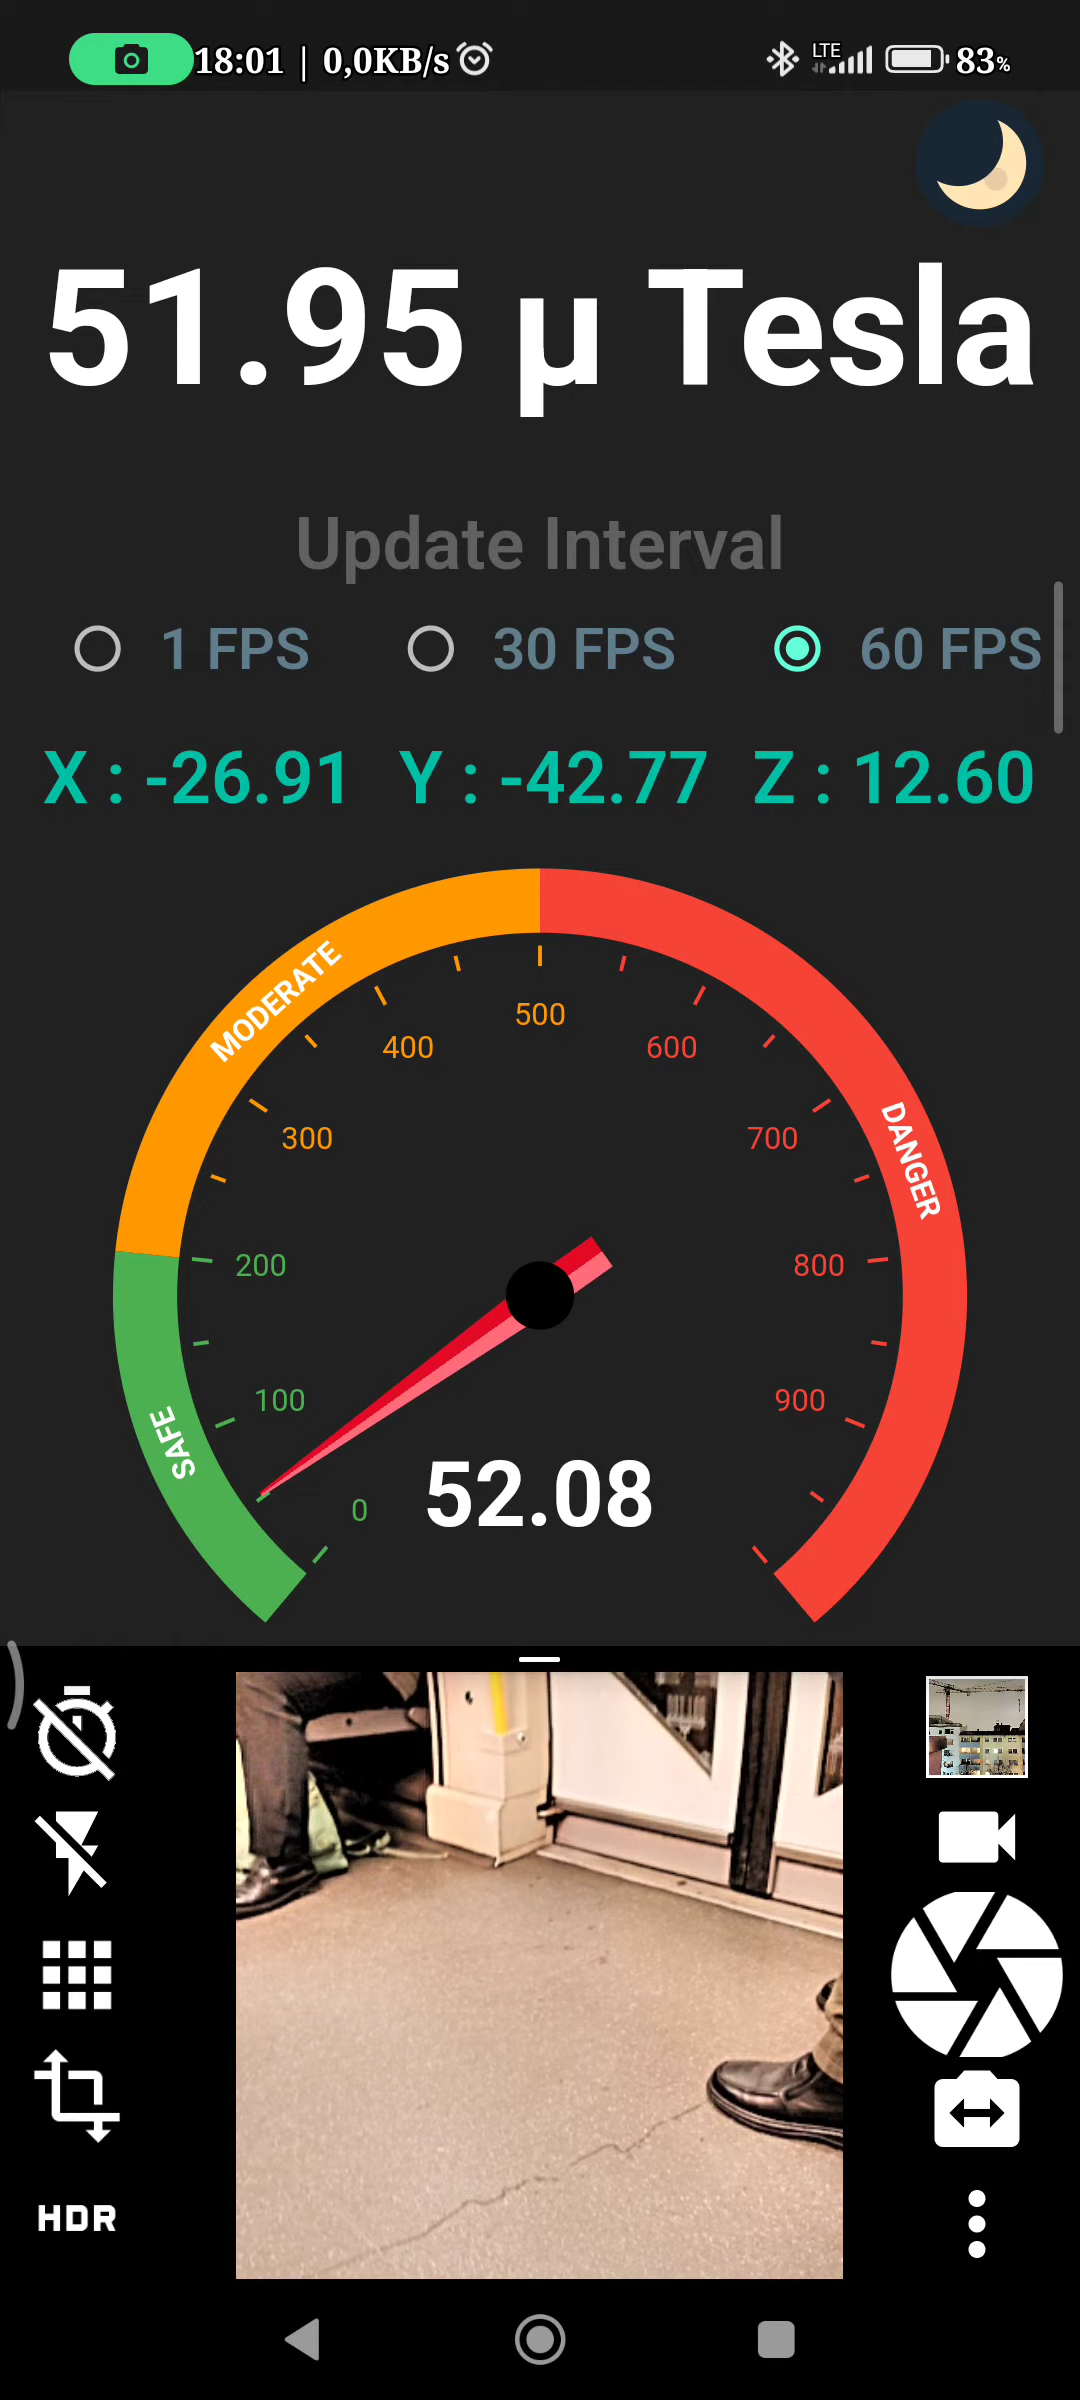 18:01 | 0,0KB/s LTE 83%
51.95 µ Tesla
Update Interval
1 FPS 30 FPS 60 FPS
X : -26.91 Y : -42.77 Z : 12.60
MODERATE
500
400 600
300 700
DANGER
200 800
100 900
SAFE
0 52.08
HDR